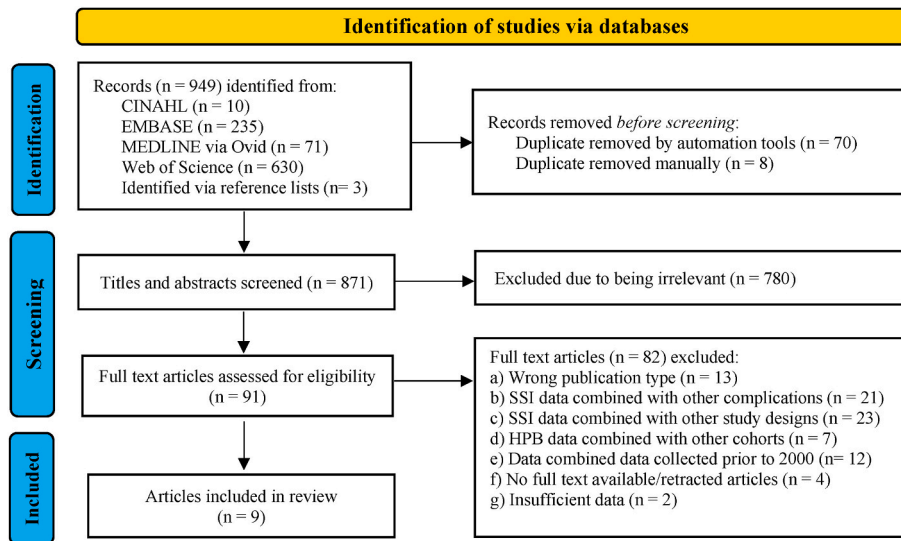 Identification of studies via databases
Identification
Records (n = 949) identified from:
CINAHL (n = 10)
EMBASE (n = 235)
MEDLINE via Ovid (n = 71)
Web of Science (n = 630)
Identified via reference lists (n= 3)
Records removed before screening:
Duplicate removed by automation tools (n = 70)
Duplicate removed manually (n = 8)
Screening
Titles and abstracts screened (n = 871)
Excluded due to being irrelevant (n = 780)
Full text articles assessed for eligibility
(n = 91)
Full text articles (n = 82) excluded:
a) Wrong publication type (n = 13)
b) SSI data combined with other complications (n = 21)
c) SSI data combined with other study designs (n = 23)
d) HPB data combined with other cohorts (n = 7)
e) Data combined data collected prior to 2000 (n= 12)
f) No full text available/retracted articles (n = 4)
g) Insufficient data (n = 2)
Included
Articles included in review
(n = 9)